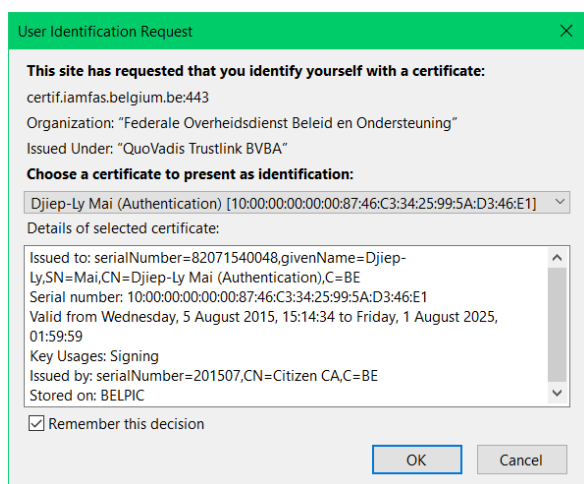 User Identification Request
This site has requested that you identify yourself with a certificate:
certif.iamfas.belgium.be:443
Organization: “Federale Overheidsdienst Beleid en Ondersteuning”
Issued Under: “QuoVadis Trustlink BVBA”
Choose a certificate to present as identification:
Djiep-Ly Mai (Authentication) [10:00:00:00:00:00:87:46:C3:34:25:99:5A:D3:46:E1]
Details of selected certificate:
Issued to: serialNumber=82071540048,givenName=Djiep-
Ly,SN=Mai,CN=Djiep-Ly Mai (Authentication),C=BE
Serial number: 10:00:00:00:00:00:87:46:C3:34:25:99:5A:D3:46:E1
Valid from Wednesday, 5 August 2015, 15:14:34 to Friday, 1 August 2025,
01:59:59
Key Usages: Signing
Issued by: serialNumber=201507,CN=Citizen CA,C=BE
Stored on: BELPIC
Remember this decision
OK
Cancel